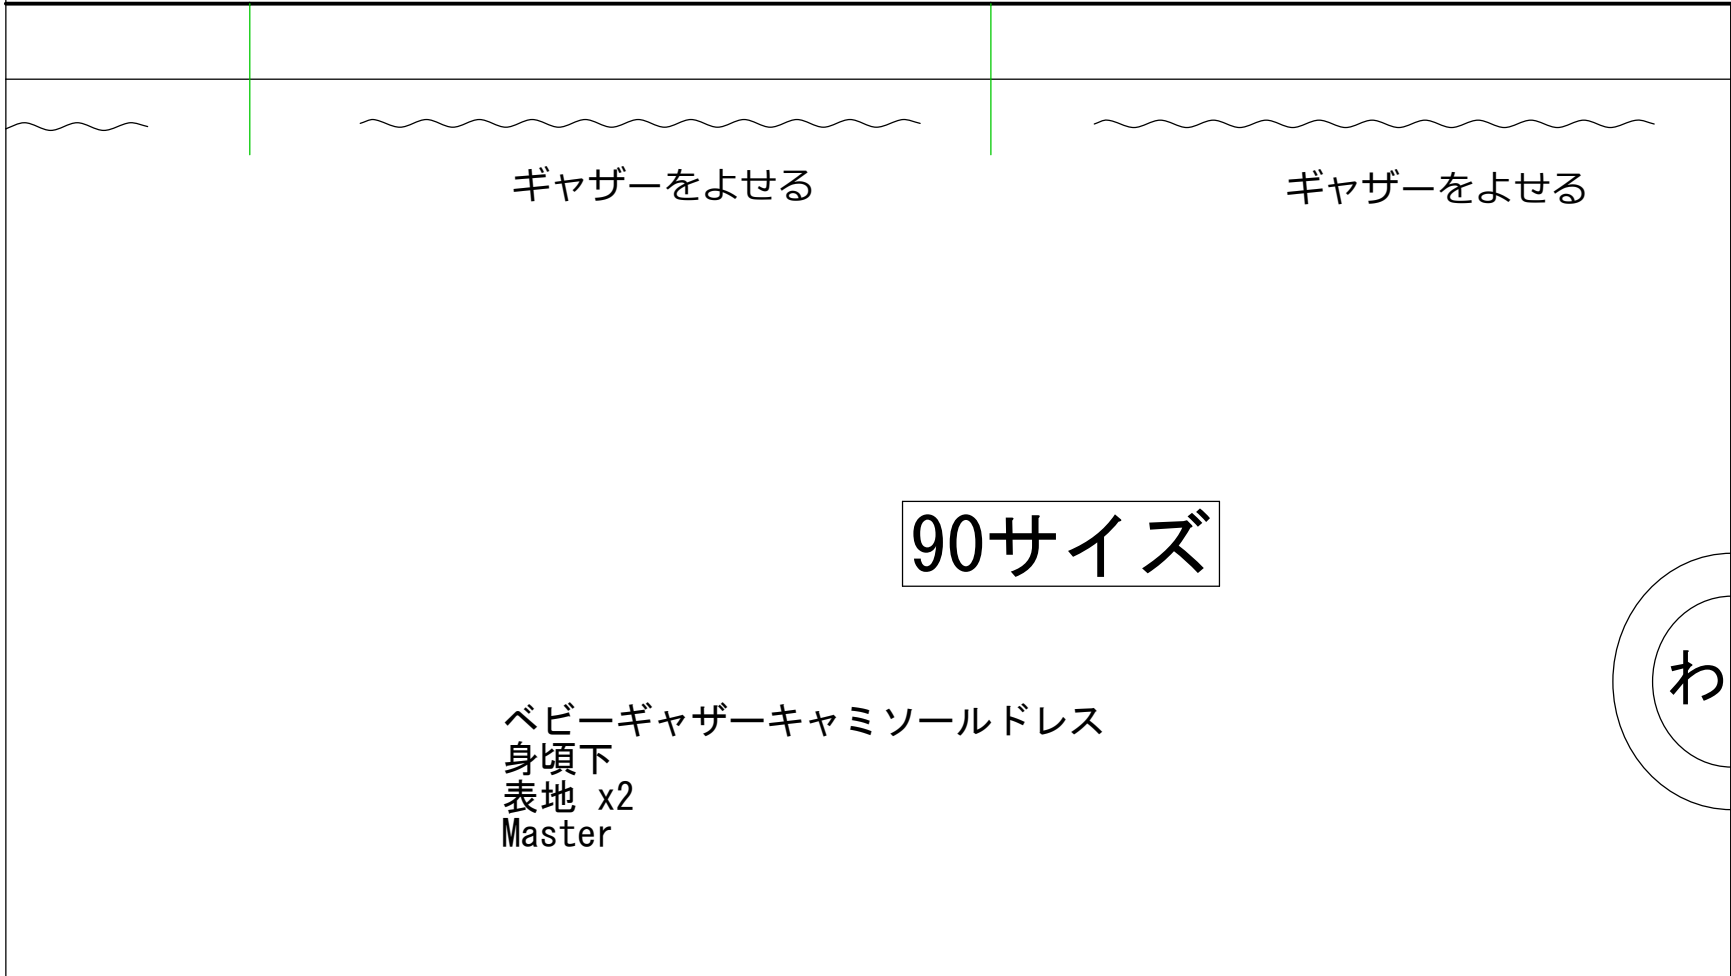 ギャザーをよせる
ギャザーをよせる
90サイズ
わ
ベビーギャザーキャミソールドレス
身頃下
表地 x2
Master